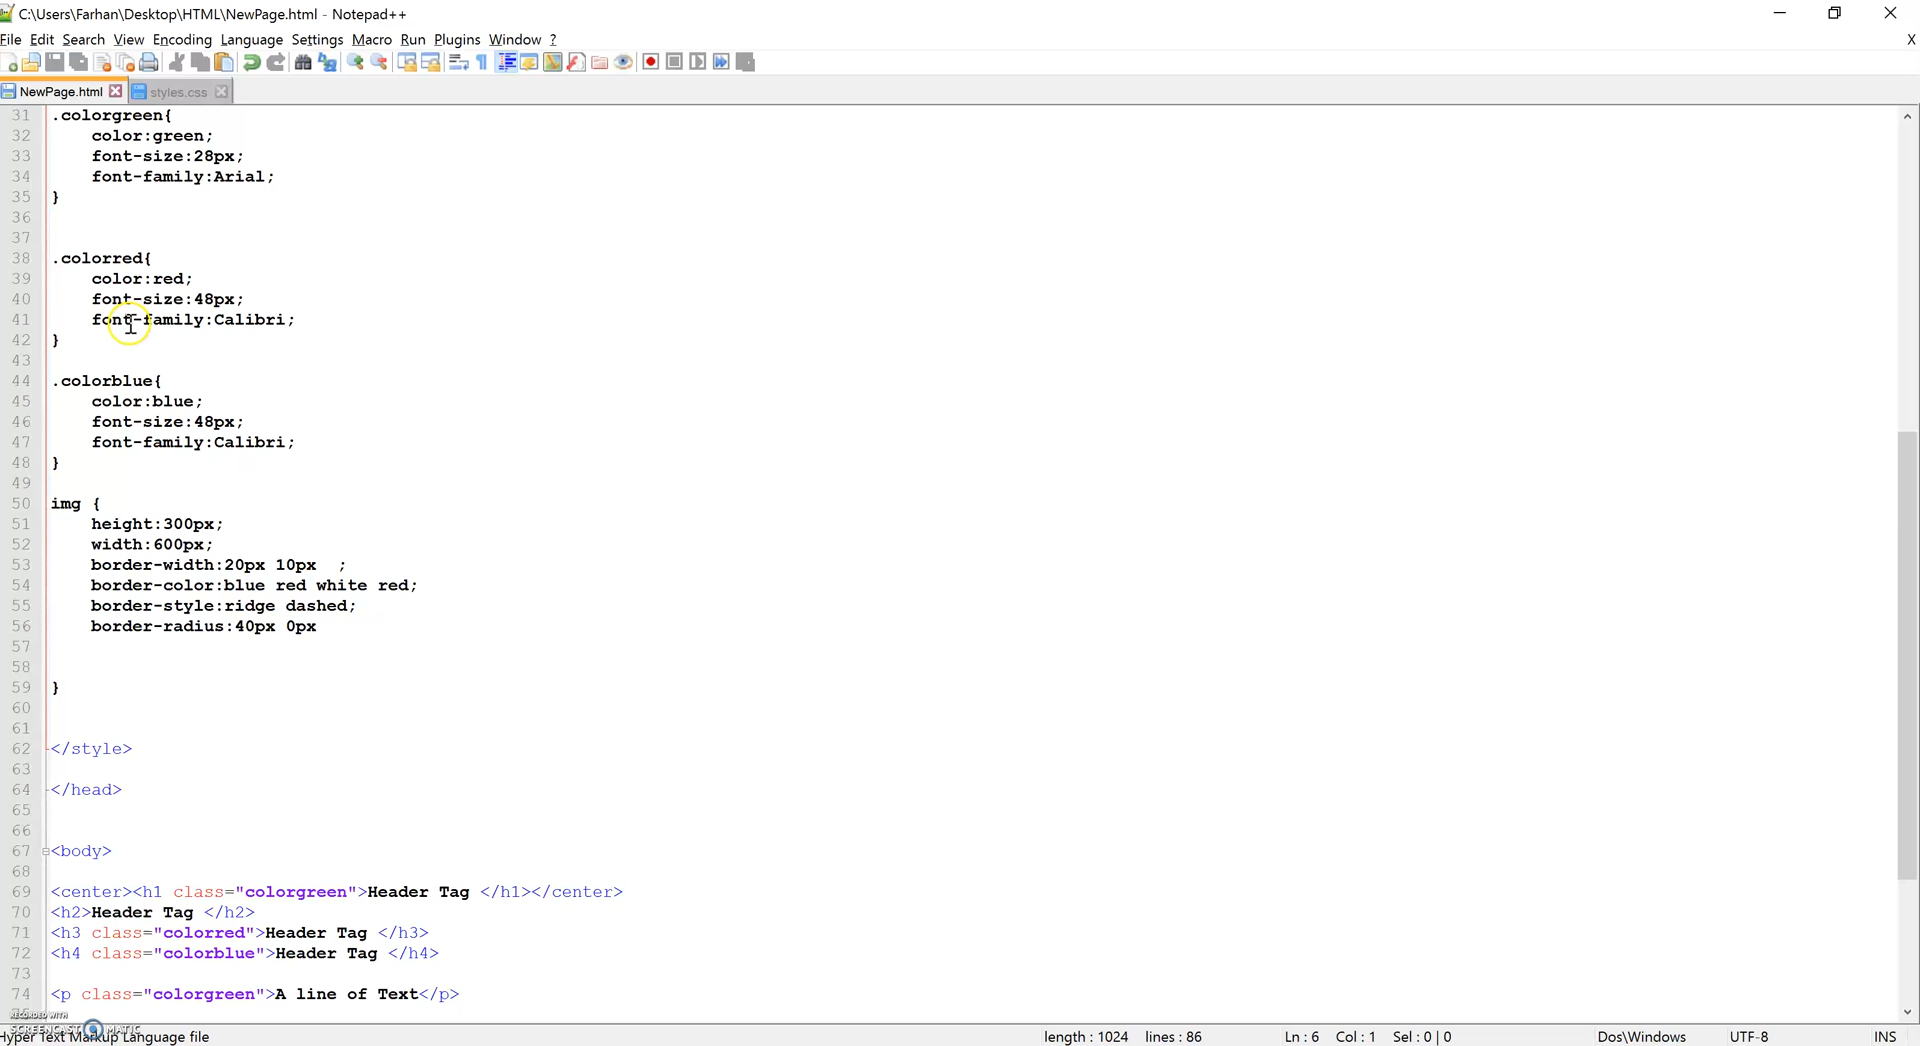 C:\Users\Farhan\Desktop\HTML\NewPage.html - Notepad++
X
File Edit Search View Encoding Language Settings Macro Run Plugins Window ?
NewPage.html styles.css
31 .colorgreen{
32 color:green;
33 font-size:28px;
34 font-family:Arial;
35 }
36
37
38 .colorred{
39 color:red;
40 font-size:48px;
41 font-family:Calibri;
42 }
43
44 .colorblue{
45 color:blue;
46 font-size:48px;
47 font-family:Calibri;
48 }
49
50 img {
51 height:300px;
52 width:600px;
53 border-width:20px 10px  ;
54 border-color:blue red white red;
55 border-style:ridge dashed;
56 border-radius:40px 0px
57
58
59 }
60
61
62 </style>
63
64 </head>
65
66
67 <body>
68
69 <center><h1 class="colorgreen">Header Tag </h1></center>
70 <h2>Header Tag </h2>
71 <h3 class="colorred">Header Tag </h3>
72 <h4 class="colorblue">Header Tag </h4>
73
74 <p class="colorgreen">A line of Text</p>
RECORDED WITH
SCREENCAST MATIC
Hyper Text Markup Language file length : 1024 lines : 86 Ln : 6 Col : 1 Sel : 0 | 0 Dos\Windows UTF-8 INS